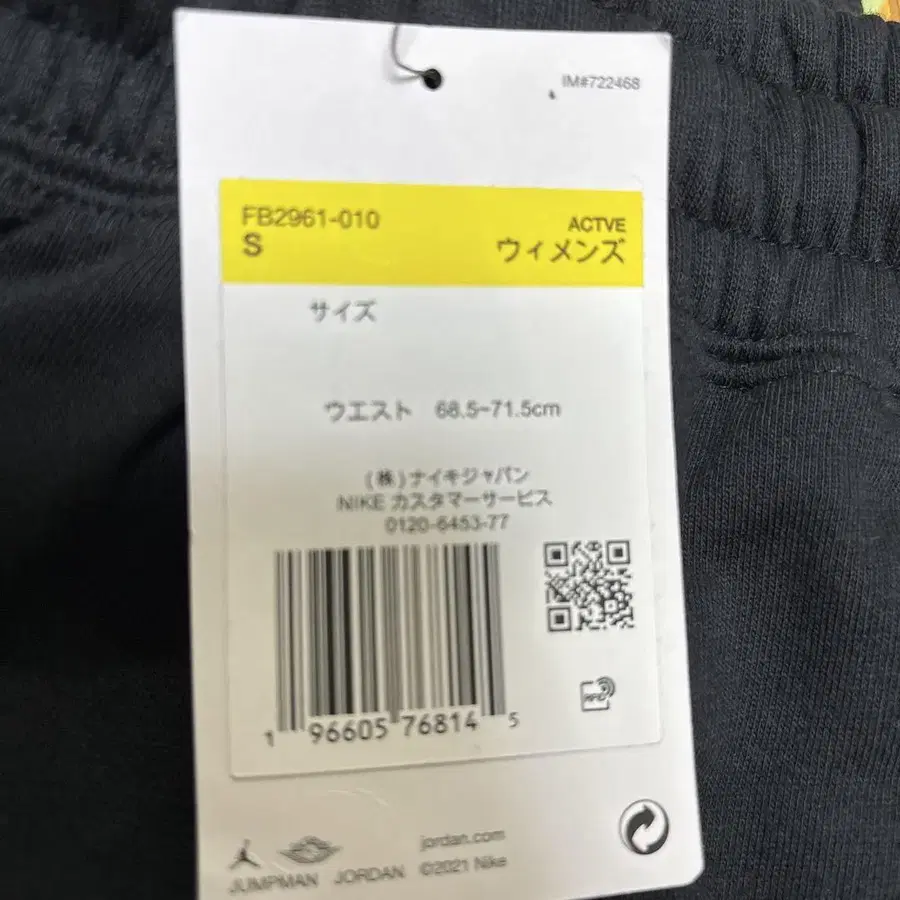 IM#722468
FB2961-010
S
ACTVE
ウィメンズ
サイズ
ウエスト 68.5~71.5cm
(株)ナイキジャパン
NIKE カスタマーサービス
0120-6453-77
1 96605 76814 5
RFID
jordan.com
JUMPMAN JORDAN ©2021 Nike